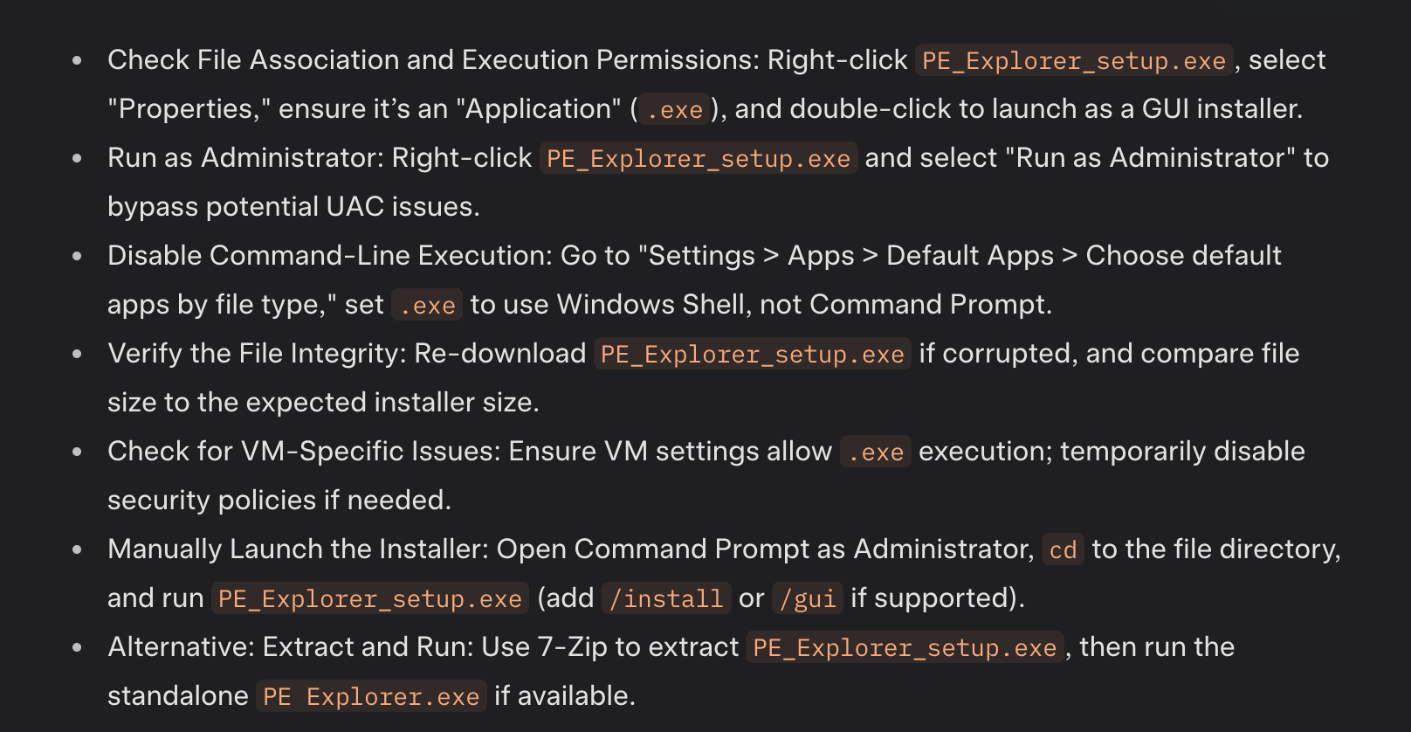 • Check File Association and Execution Permissions: Right-click PE_Explorer_setup.exe, select
"Properties," ensure it’s an "Application" (.exe), and double-click to launch as a GUI installer.
• Run as Administrator: Right-click PE_Explorer_setup.exe and select "Run as Administrator" to
bypass potential UAC issues.
• Disable Command-Line Execution: Go to "Settings > Apps > Default Apps > Choose default
apps by file type," set .exe to use Windows Shell, not Command Prompt.
• Verify the File Integrity: Re-download PE_Explorer_setup.exe if corrupted, and compare file
size to the expected installer size.
• Check for VM-Specific Issues: Ensure VM settings allow .exe execution; temporarily disable
security policies if needed.
• Manually Launch the Installer: Open Command Prompt as Administrator, cd to the file directory,
and run PE_Explorer_setup.exe (add /install or /gui if supported).
• Alternative: Extract and Run: Use 7-Zip to extract PE_Explorer_setup.exe, then run the
standalone PE Explorer.exe if available.